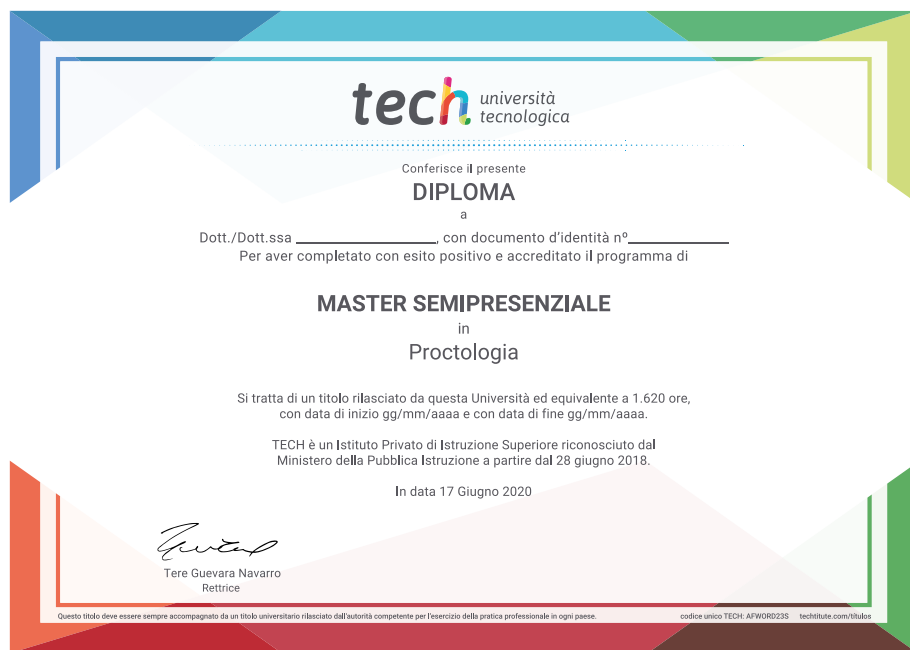 tech università
tecnologica
Conferisce il presente
DIPLOMA
a
Dott./Dott.ssa ________________, con documento d'identità nº____________
Per aver completato con esito positivo e accreditato il programma di
MASTER SEMIPRESENZIALE
in
Proctologia
Si tratta di un titolo rilasciato da questa Università ed equivalente a 1.620 ore,
con data di inizio gg/mm/aaaa e con data di fine gg/mm/aaaa.
TECH è un Istituto Privato di Istruzione Superiore riconosciuto dal
Ministero della Pubblica Istruzione a partire dal 28 giugno 2018.
In data 17 Giugno 2020
Tere Guevara Navarro
Rettrice
Questo titolo deve essere sempre accompagnato da un titolo universitario rilasciato dall'autorità competente per l'esercizio della pratica professionale in ogni paese. codice unico TECH: AFWORD23S techtitute.com/títulos